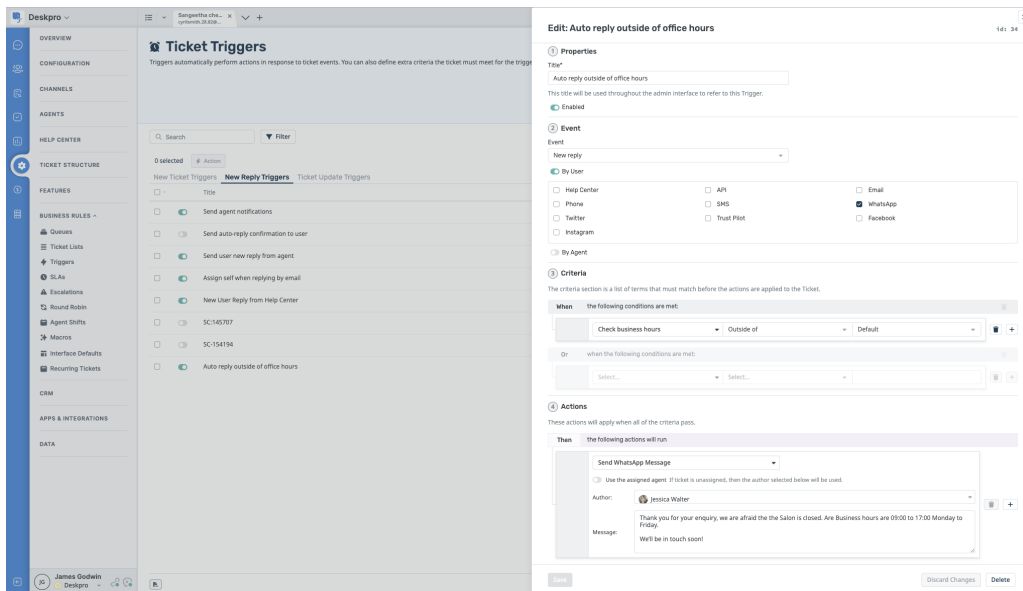 Deskpro
OVERVIEW
CONFIGURATION
CHANNELS
AGENTS
HELP CENTER
TICKET STRUCTURE
FEATURES
BUSINESS RULES
Queues
Ticket Lists
Triggers
SLAs
Escalations
Round Robin
Agent Shifts
Macros
Interface Defaults
Recurring Tickets
CRM
APPS & INTEGRATIONS
DATA
JG
James Godwin
Deskpro
Sangeetha che...
cyrilsmith.28.83@...
Ticket Triggers
Triggers automatically perform actions in response to ticket events. You can also define extra criteria the ticket must meet for the trigge
Search
Filter
0 selected
Action
New Ticket Triggers New Reply Triggers Ticket Update Triggers
Title
Send agent notifications
Send auto-reply confirmation to user
Send user new reply from agent
Assign self when replying by email
New User Reply from Help Center
SC:145707
SC-154194
Auto reply outside of office hours
Edit: Auto reply outside of office hours
id: 34
1 Properties
Title*
Auto reply outside of office hours
This title will be used throughout the admin interface to refer to this Trigger.
Enabled
2 Event
Event
New reply
By User
Help Center API Email
Phone SMS WhatsApp
Twitter Trust Pilot Facebook
Instagram
By Agent
3 Criteria
The criteria section is a list of terms that must match before the actions are applied to the Ticket.
When the following conditions are met:
Check business hours Outside of Default
Or when the following conditions are met:
Select... Select...
4 Actions
These actions will apply when all of the criteria pass.
Then the following actions will run
Send WhatsApp Message
Use the assigned agent If ticket is unassigned, then the author selected below will be used.
Author: Jessica Walter
Message:
Thank you for your enquiry, we are afraid the the Salon is closed. Are Business hours are 09:00 to 17:00 Monday to
Friday.
We'll be in touch soon!
Save
Discard Changes
Delete